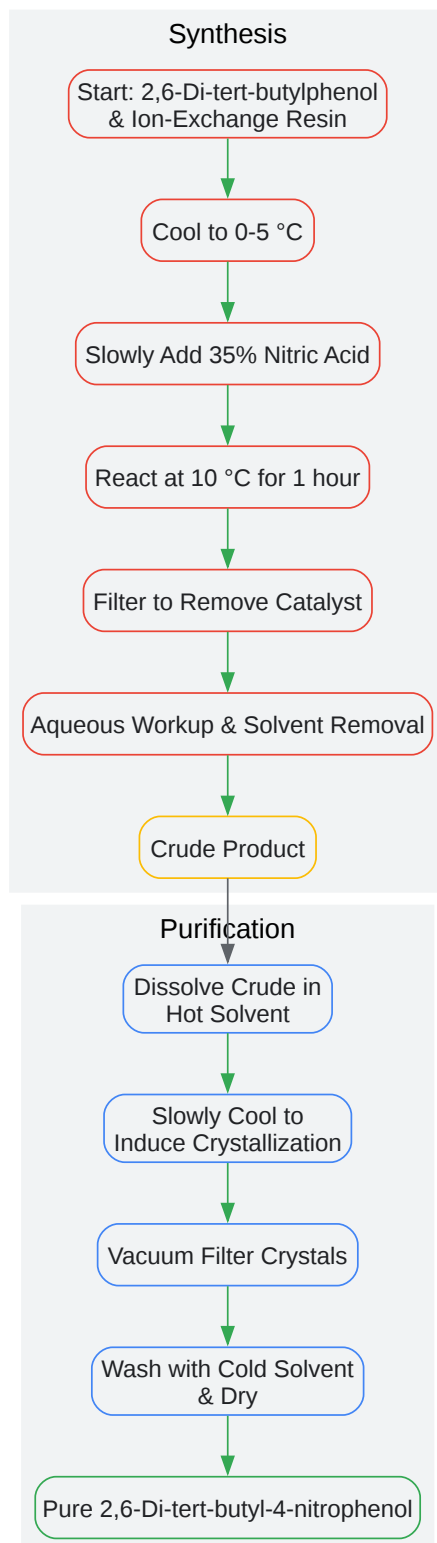 Synthesis
Start: 2,6-Di-tert-butylphenol
& Ion-Exchange Resin
Cool to 0-5 °C
Slowly Add 35% Nitric Acid
React at 10 °C for 1 hour
Filter to Remove Catalyst
Aqueous Workup & Solvent Removal
Crude Product
Purification
Dissolve Crude in
Hot Solvent
Slowly Cool to
Induce Crystallization
Vacuum Filter Crystals
Wash with Cold Solvent
& Dry
Pure 2,6-Di-tert-butyl-4-nitrophenol